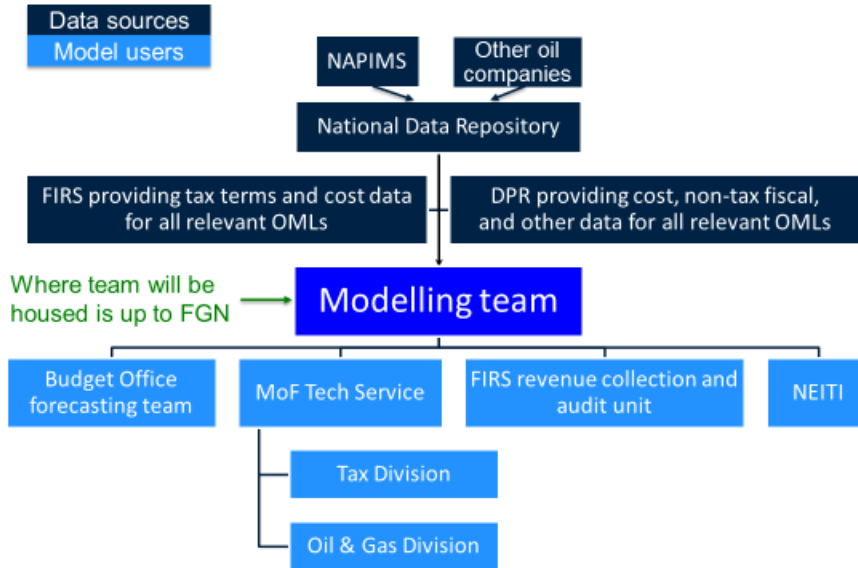 Data sources
Model users
NAPIMS
Other oil
companies
National Data Repository
FIRS providing tax terms and cost data
for all relevant OMLs
DPR providing cost, non-tax fiscal,
and other data for all relevant OMLs
Where team will be
housed is up to FGN
Modelling team
Budget Office
forecasting team
MoF Tech Service
FIRS revenue collection and
audit unit
NEITI
Tax Division
Oil & Gas Division